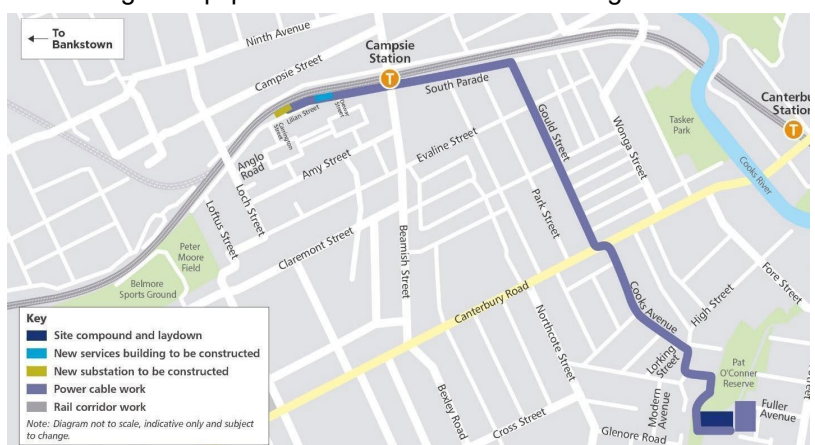 To
Bankstown
Ninth Avenue
Campsie Street
Campsie
Station
T
South Parade
Lilian Street
Carrington
Street
Street
Anglo
Road
Amy Street
Evaline Street
Gould Street
Wonga Street
Tasker
Park
Canterbu
Station
T
Cooks River
Loch Street
Loftus Street
Claremont Street
Beamish Street
Park Street
Peter
Moore
Field
Belmore
Sports Ground
Canterbury Road
Cooks Avenue
High Street
Fore Street
Northcote Street
Lorking
Street
Modern
Avenue
Pat
O'Conner
Reserve
Fuller
Avenue
Bexley Road
Cross Street
Glenore Road
Key
Site compound and laydown
New services building to be constructed
New substation to be constructed
Power cable work
Rail corridor work
Note: Diagram not to scale, indicative only and subject
to change.